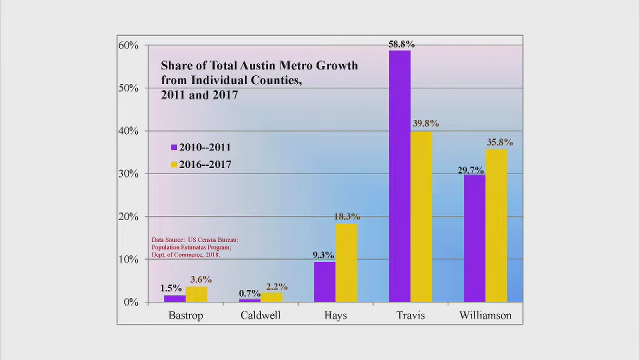 Share of Total Austin Metro Growth
from Individual Counties,
2011 and 2017
2010--2011
2016--2017
Data Source: US Census Bureau;
Population Estimates Program;
Dept. of Commerce, 2018.
60%
50%
40%
30%
20%
10%
0%
1.5%
3.6%
0.7%
2.2%
9.3%
18.3%
58.8%
39.8%
29.7%
35.8%
Bastrop
Caldwell
Hays
Travis
Williamson